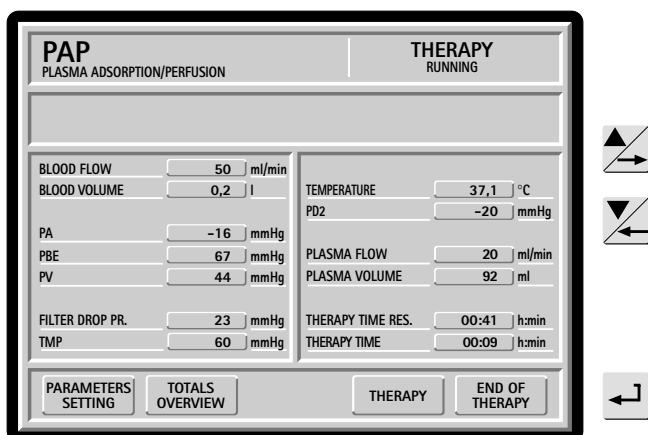 PAP
PLASMA ADSORPTION/PERFUSION
THERAPY
RUNNING
BLOOD FLOW 50 ml/min
BLOOD VOLUME 0,2 l
PA -16 mmHg
PBE 67 mmHg
PV 44 mmHg
FILTER DROP PR. 23 mmHg
TMP 60 mmHg
TEMPERATURE 37,1 °C
PD2 -20 mmHg
PLASMA FLOW 20 ml/min
PLASMA VOLUME 92 ml
THERAPY TIME RES. 00:41 h:min
THERAPY TIME 00:09 h:min
PARAMETERS
SETTING
TOTALS
OVERVIEW
THERAPY
END OF
THERAPY